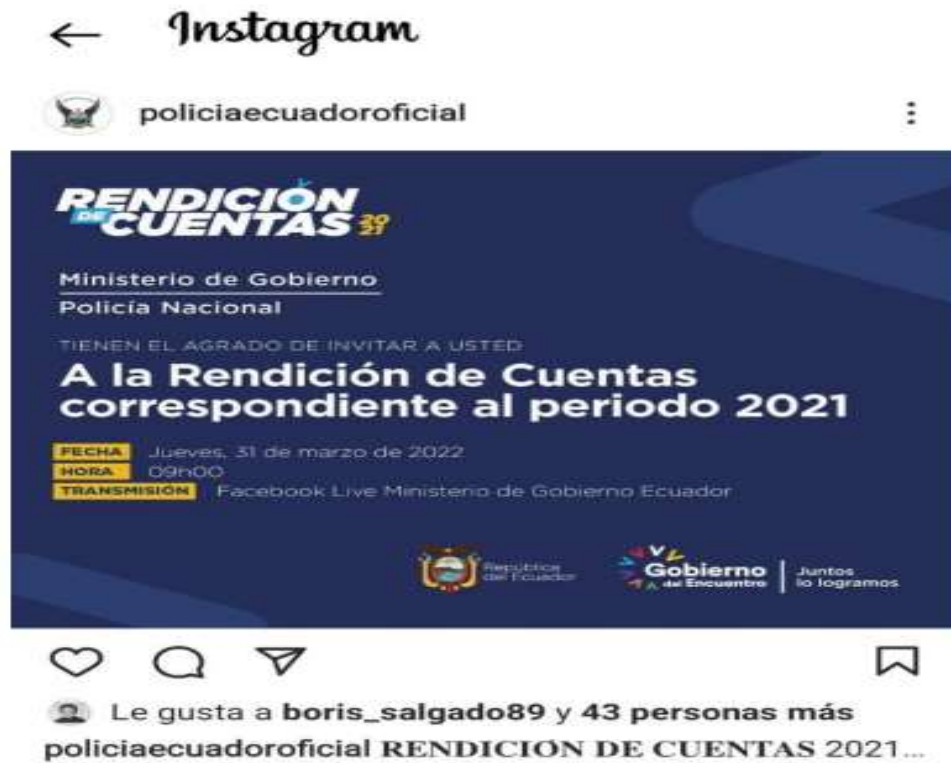 Instagram
policiaecuadoroficial
RENDICIÓN
DE CUENTAS 2021
Ministerio de Gobierno
Policía Nacional
TIENEN EL AGRADO DE INVITAR A USTED
A la Rendición de Cuentas
correspondiente al periodo 2021
FECHA Jueves, 31 de marzo de 2022
HORA 09h00
TRANSMISIÓN Facebook Live Ministerio de Gobierno Ecuador
República
del Ecuador
Gobierno
del Encuentro
Juntos
lo logramos
Le gusta a boris_salgado89 y 43 personas más
policiaecuadoroficial RENDICIÓN DE CUENTAS 2021...